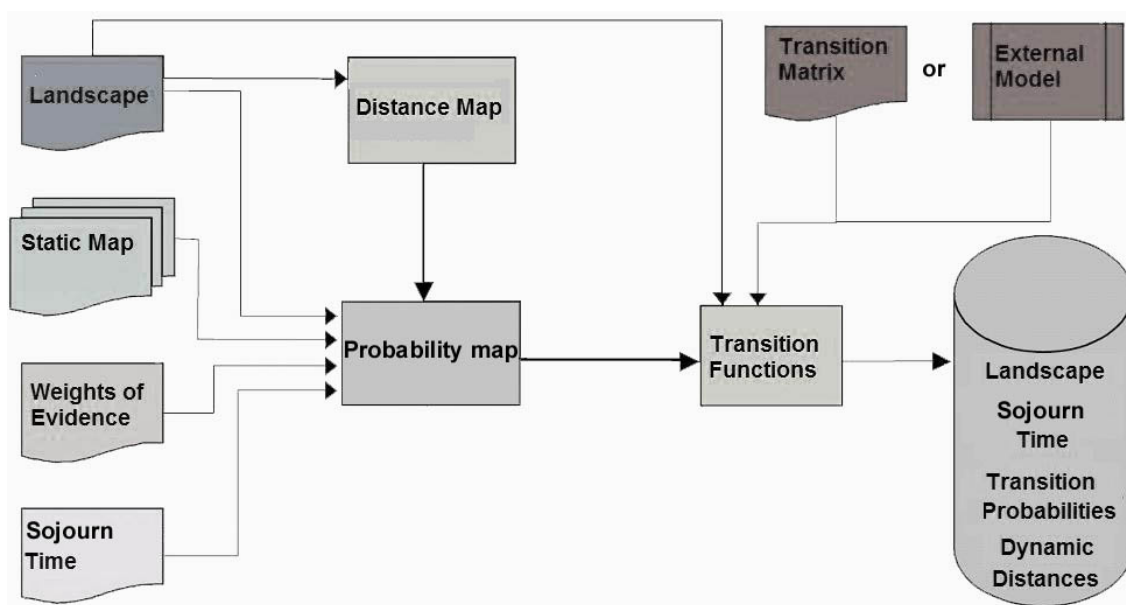 Landscape
Distance Map
Transition
Matrix
or
External
Model
Static Map
Probability map
Transition
Functions
Weights of
Evidence
Sojourn
Time
Landscape
Sojourn
Time
Transition
Probabilities
Dynamic
Distances